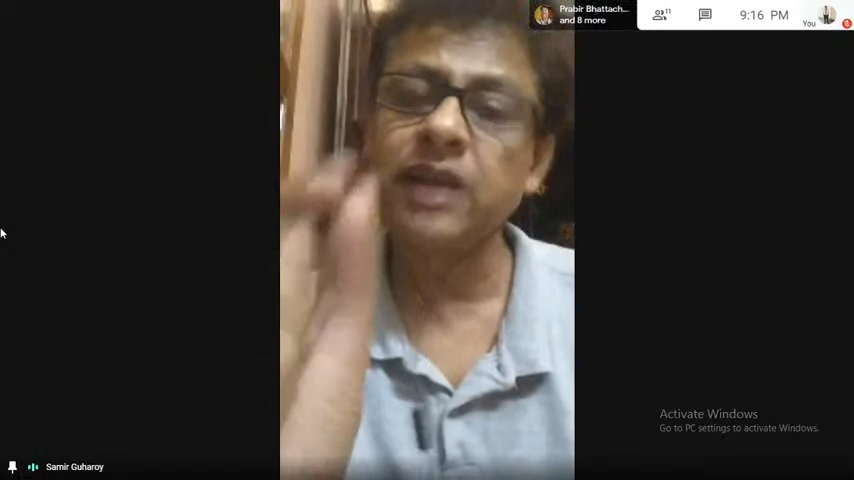 Prabir Bhattach...
and 8 more
11
9:16 PM
You
Activate Windows
Go to PC settings to activate Windows.
Samir Guharoy